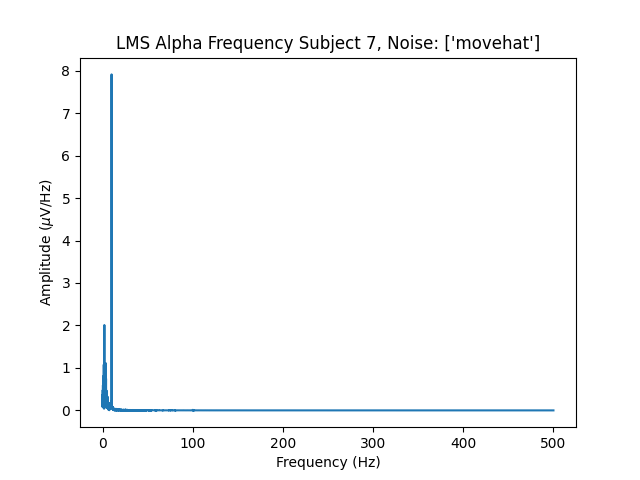 LMS Alpha Frequency Subject 7, Noise: ['movehat']
8
7
6
5
4
3
2
1
0
Amplitude (μV/Hz)
0 100 200 300 400 500
Frequency (Hz)